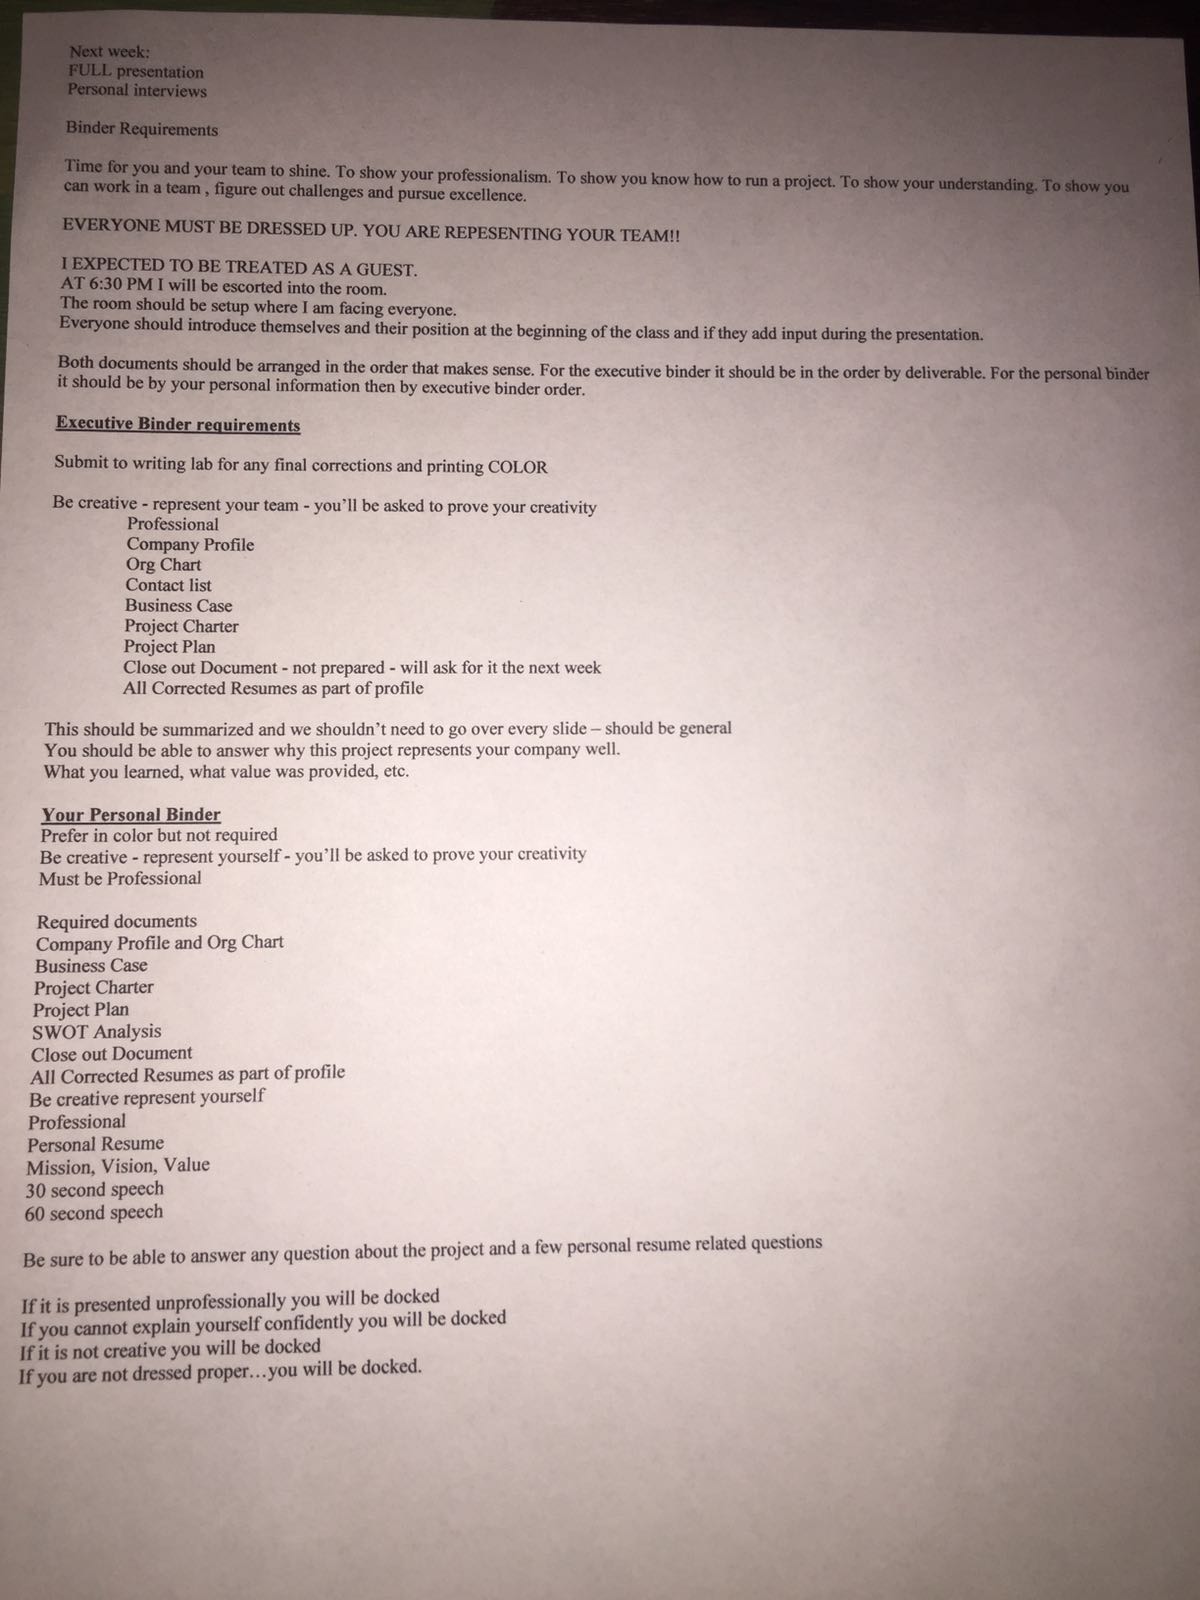 Next week:
FULL presentation
Personal interviews
Binder Requirements
Time for you and your team to shine. To show your professionalism. To show you know how to run a project. To show your understanding. To show you
can work in a team , figure out challenges and pursue excellence.
EVERYONE MUST BE DRESSED UP. YOU ARE REPESENTING YOUR TEAM!!
I EXPECTED TO BE TREATED AS A GUEST.
AT 6:30 PM I will be escorted into the room.
The room should be setup where I am facing everyone.
Everyone should introduce themselves and their position at the beginning of the class and if they add input during the presentation.
Both documents should be arranged in the order that makes sense. For the executive binder it should be in the order by deliverable. For the personal binder
it should be by your personal information then by executive binder order.
Executive Binder requirements
Submit to writing lab for any final corrections and printing COLOR
Be creative - represent your team - you'll be asked to prove your creativity
Professional
Company Profile
Org Chart
Contact list
Business Case
Project Charter
Project Plan
Close out Document - not prepared - will ask for it the next week
All Corrected Resumes as part of profile
This should be summarized and we shouldn't need to go over every slide – should be general
You should be able to answer why this project represents your company well.
What you learned, what value was provided, etc.
Your Personal Binder
Prefer in color but not required
Be creative - represent yourself - you'll be asked to prove your creativity
Must be Professional
Required documents
Company Profile and Org Chart
Business Case
Project Charter
Project Plan
SWOT Analysis
Close out Document
All Corrected Resumes as part of profile
Be creative represent yourself
Professional
Personal Resume
Mission, Vision, Value
30 second speech
60 second speech
Be sure to be able to answer any question about the project and a few personal resume related questions
If it is presented unprofessionally you will be docked
If you cannot explain yourself confidently you will be docked
If it is not creative you will be docked
If you are not dressed proper…you will be docked.